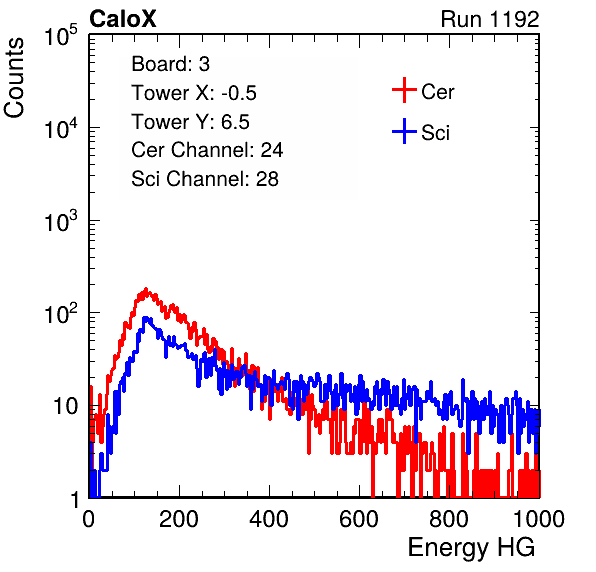 CaloX Run 1192
Counts
10^5
10^4
10^3
10^2
10
1
Board: 3
Tower X: -0.5
Tower Y: 6.5
Cer Channel: 24
Sci Channel: 28
Cer
Sci
0 200 400 600 800 1000
Energy HG